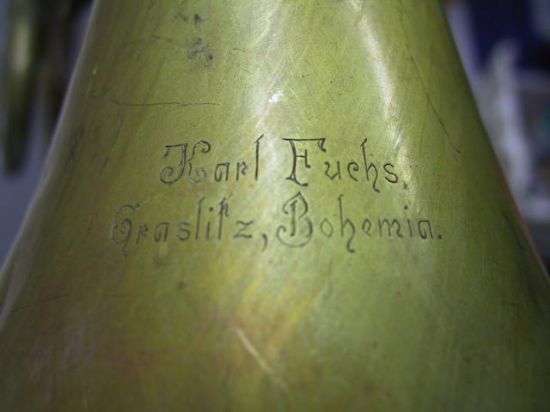 Karl Fuchs.
Graslitz, Bohemia.